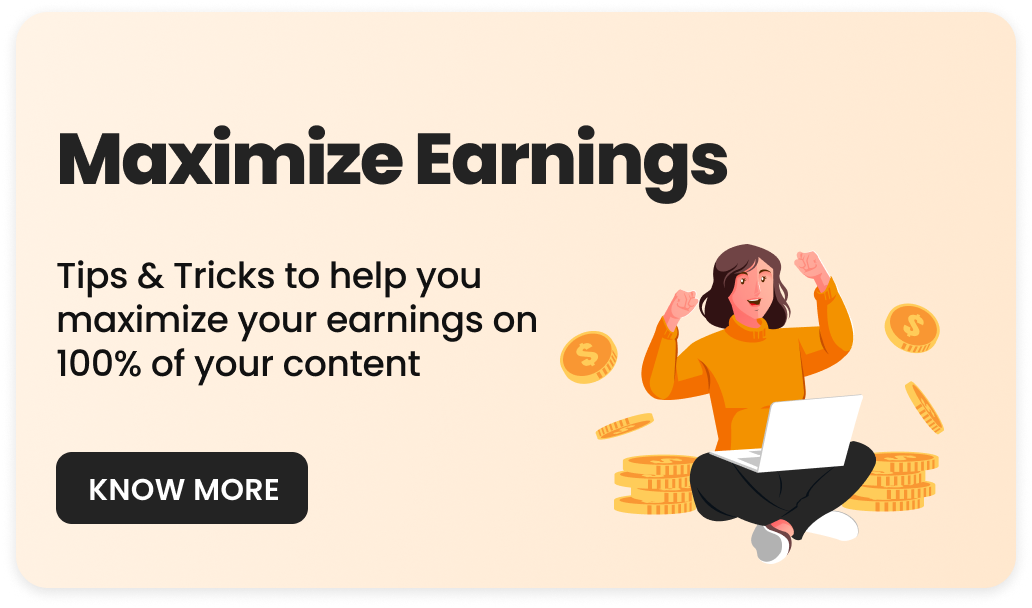 Maximize Earnings
Tips & Tricks to help you
maximize your earnings on
100% of your content
KNOW MORE